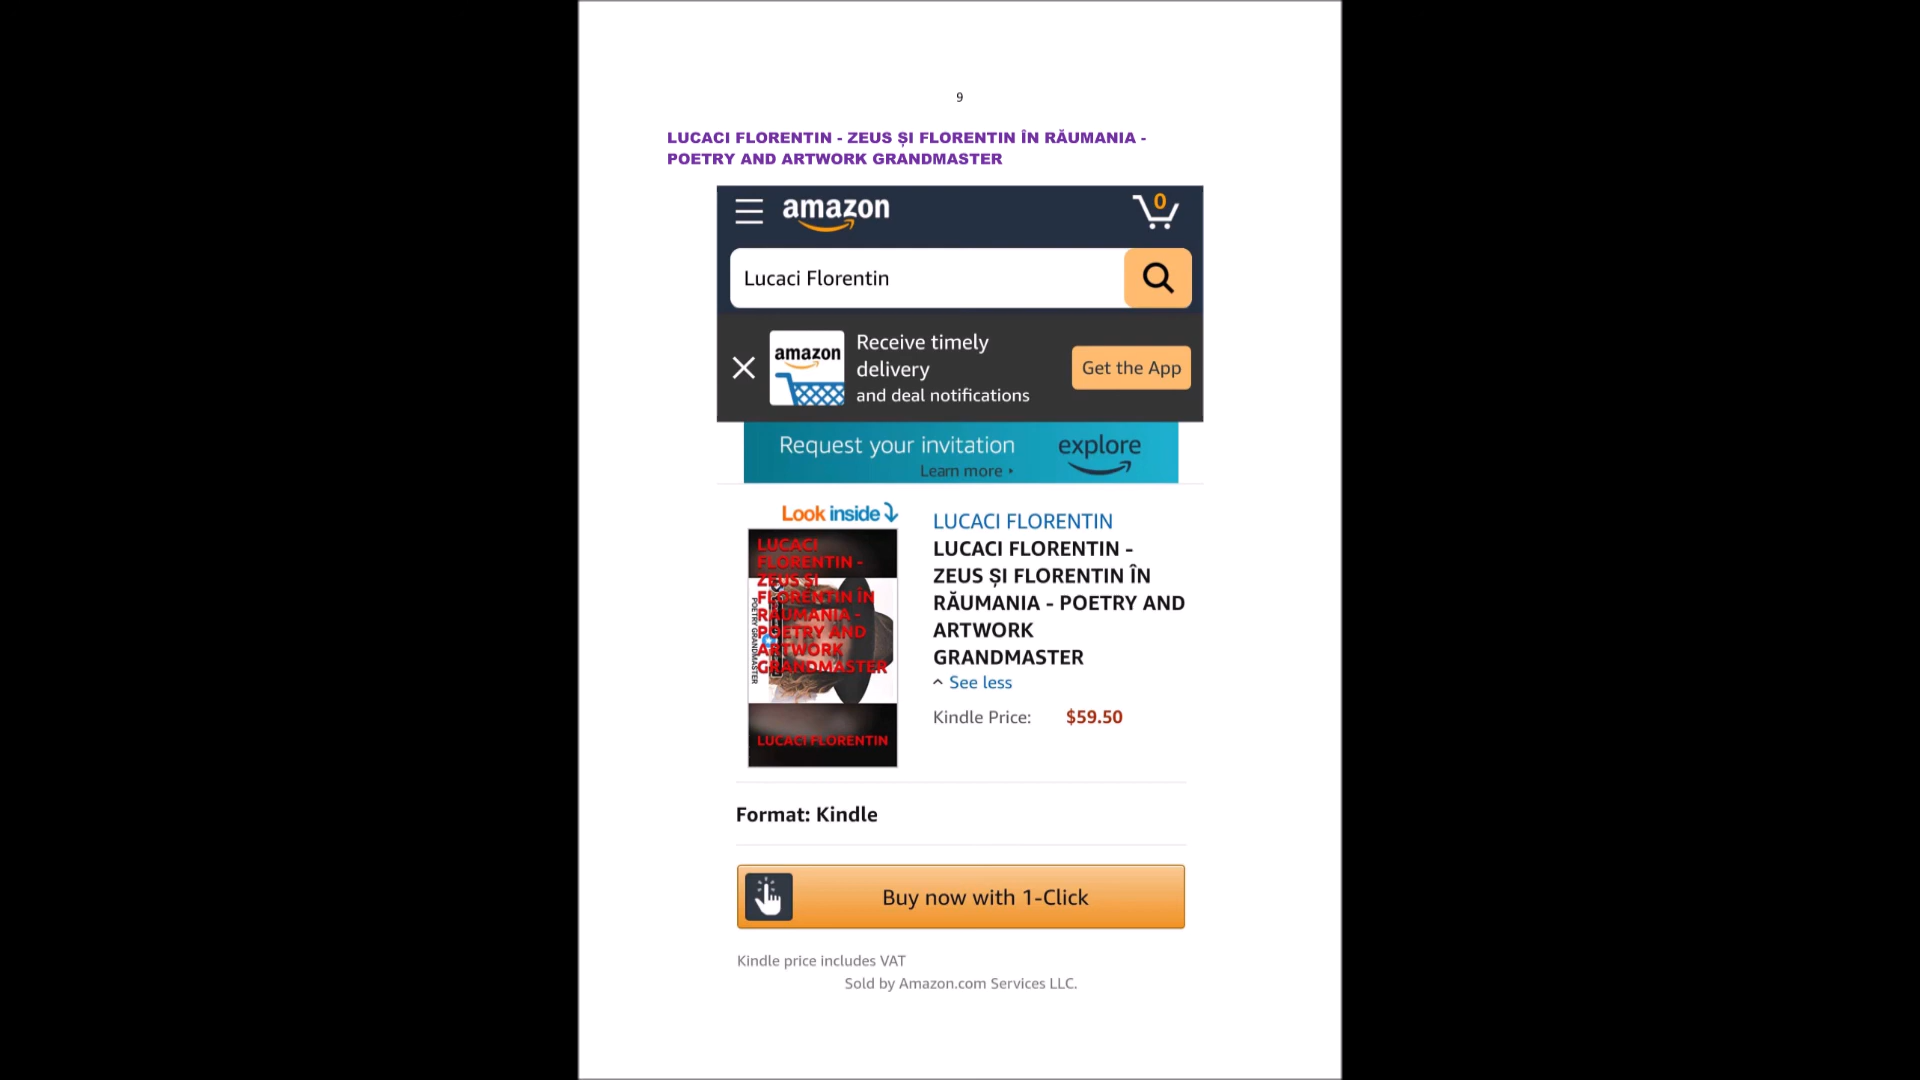 9
LUCACI FLORENTIN - ZEUS ȘI FLORENTIN ÎN RĂUMANIA -
POETRY AND ARTWORK GRANDMASTER
amazon
0
Lucaci Florentin
amazon
Receive timely
delivery
and deal notifications
Get the App
Request your invitation
Learn more
explore
Look inside
LUCACI
FLORENTIN -
ZEUS ȘI
FLORENTIN ÎN
RĂUMANIA -
POETRY AND
ARTWORK
GRANDMASTER
POETRY GRANDMASTER
LUCACI FLORENTIN
LUCACI FLORENTIN
LUCACI FLORENTIN -
ZEUS ȘI FLORENTIN ÎN
RĂUMANIA - POETRY AND
ARTWORK
GRANDMASTER
See less
Kindle Price: $59.50
Format: Kindle
Buy now with 1-Click
Kindle price includes VAT
Sold by Amazon.com Services LLC.